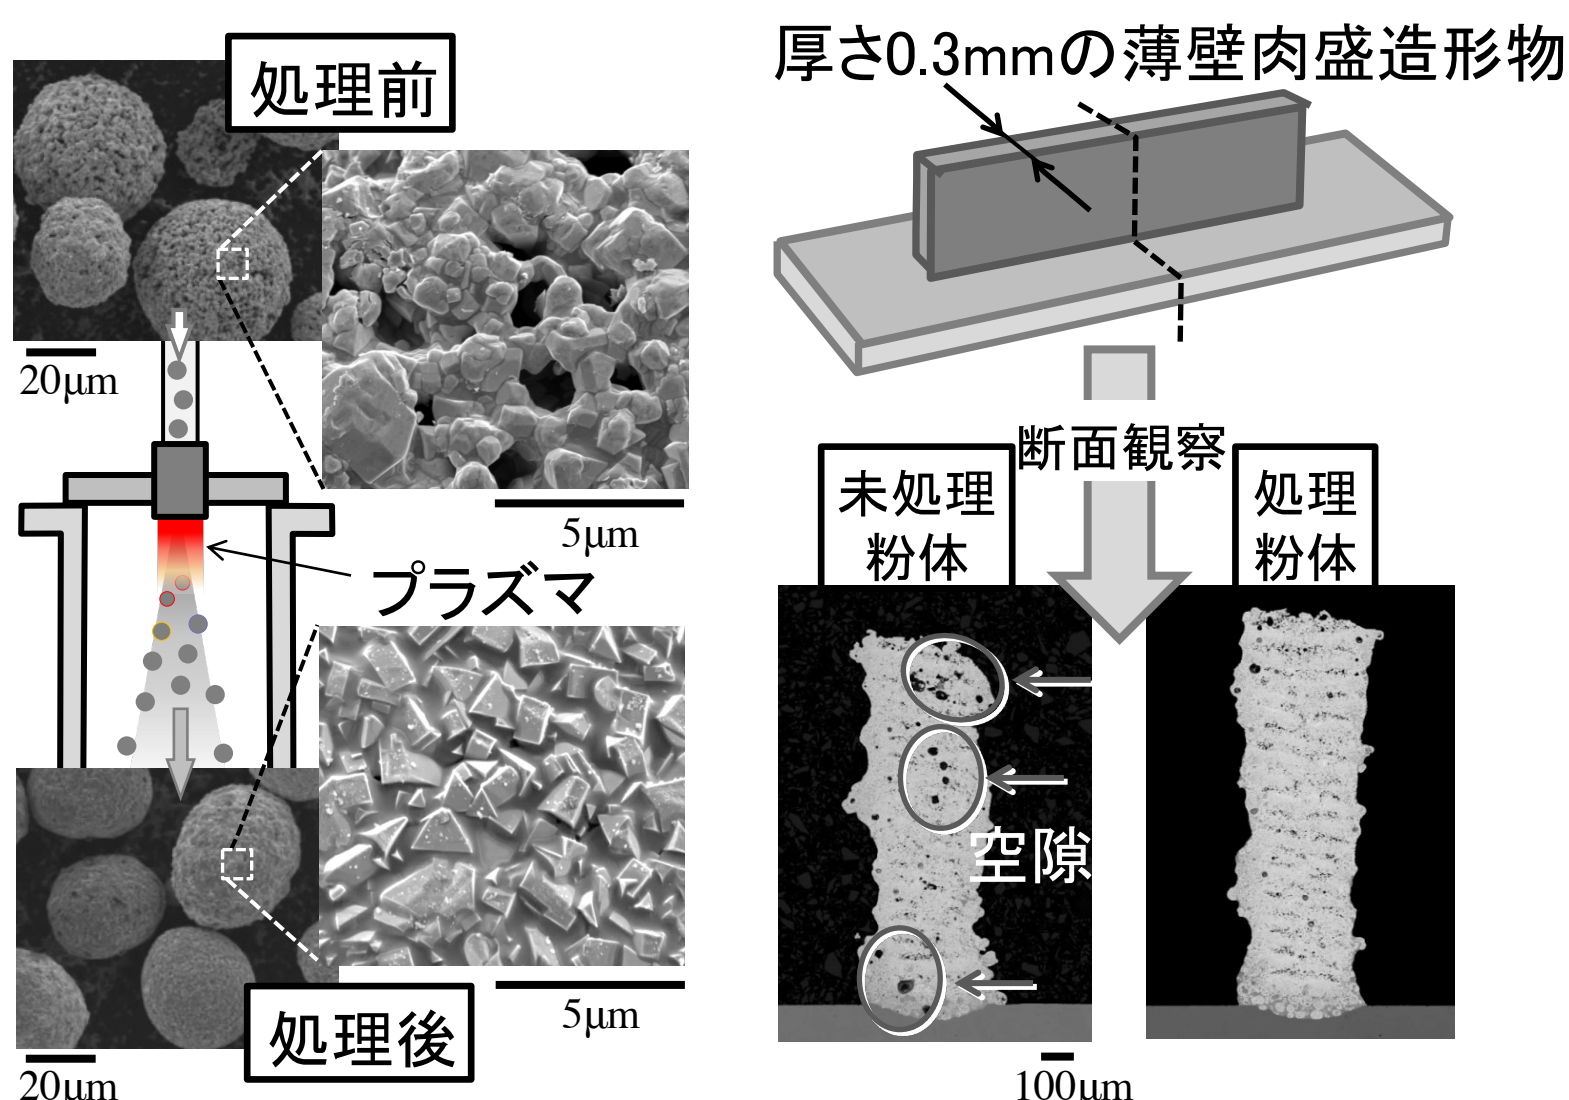 処理前
20μm
5μm
プラズマ
5μm
処理後
20μm
厚さ0.3mmの薄壁肉盛造形物
断面観察
未処理
粉体
処理
粉体
空隙
100μm